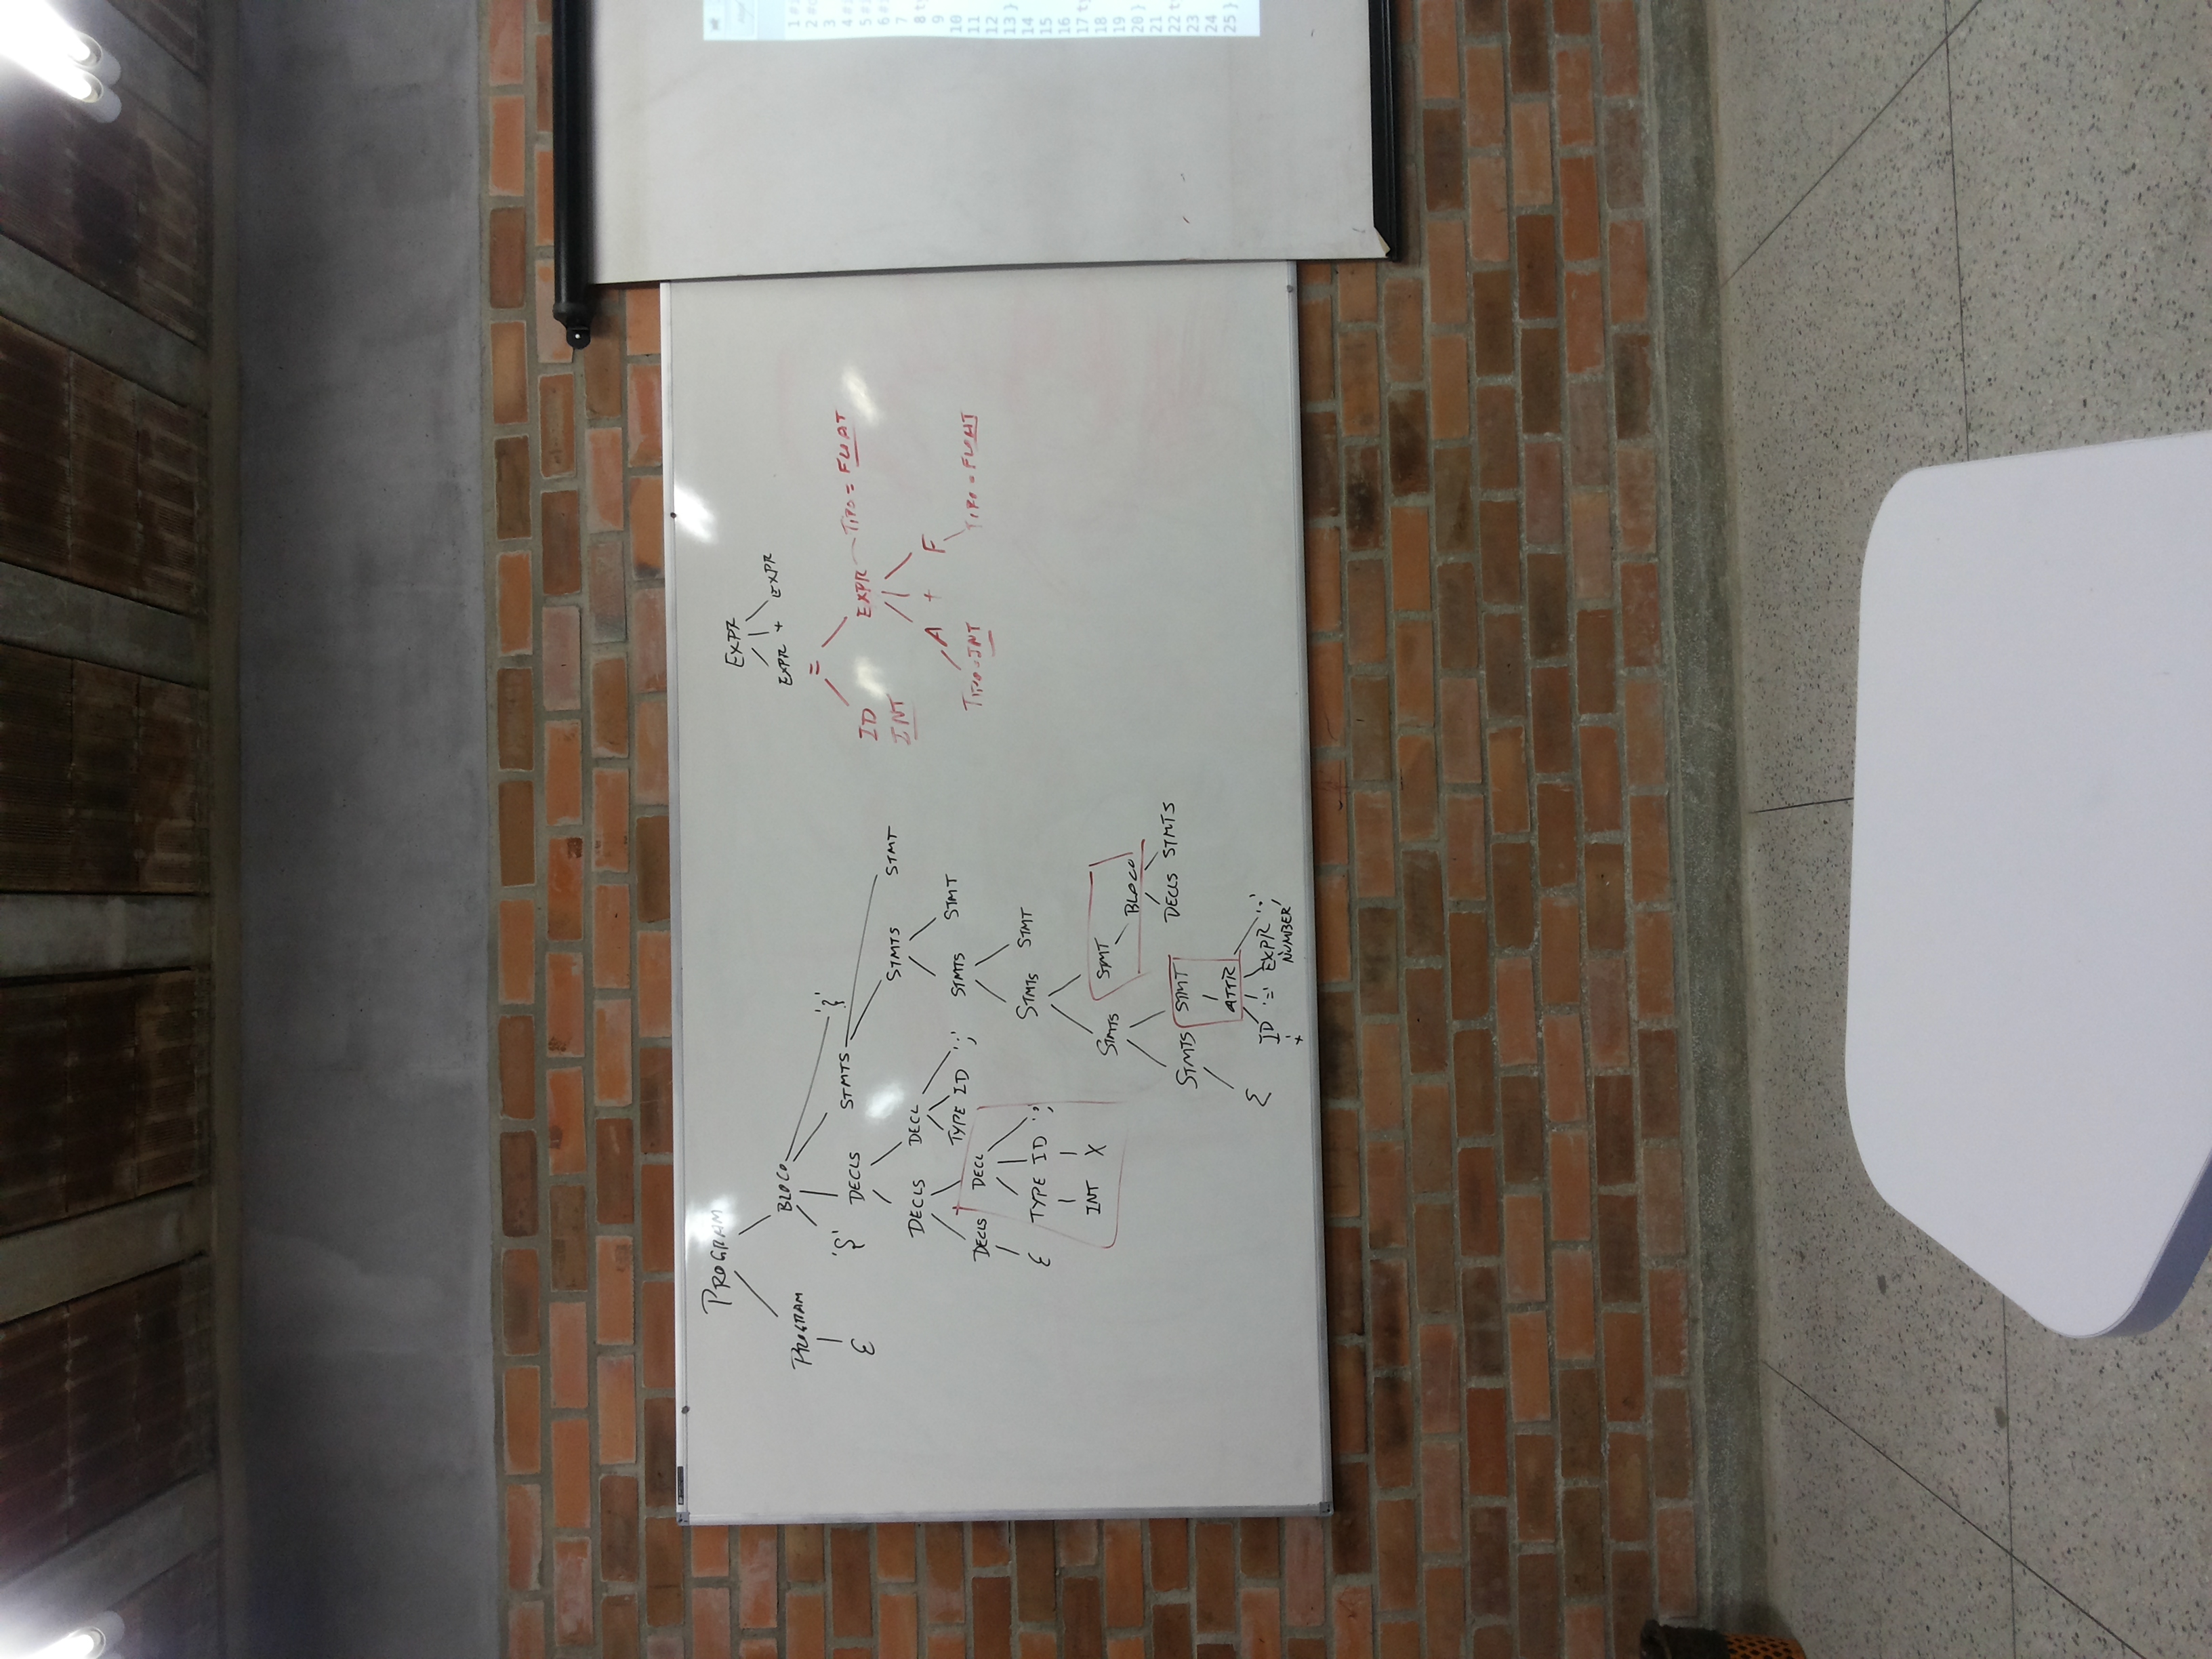 PROGRAM
PROGRAM BLOCO
ε '{' DECLS STMTS '}'
DECLS DECL STMTS STMT
TYPE ID ';' STMTS STMT
DECLS DECL
ε TYPE ID ';' STMTS STMT
INT X STMTS STMT
BLOCO
STMTS STMT DECLS STMTS
ε ATTR
ID '=' EXPR ';'
NUMBER
EXPR
EXPR + EXPR
=
ID EXPR TIPO = FLOAT
INT
A + F
TIPO=INT TIPO = FLOAT
1 #
2 #
3
4 #
5 #
6 #
7
8 t
9
10
11
12
13 }
14
15
16
17 t
18
19
20 }
21
22 t
23
24
25 }